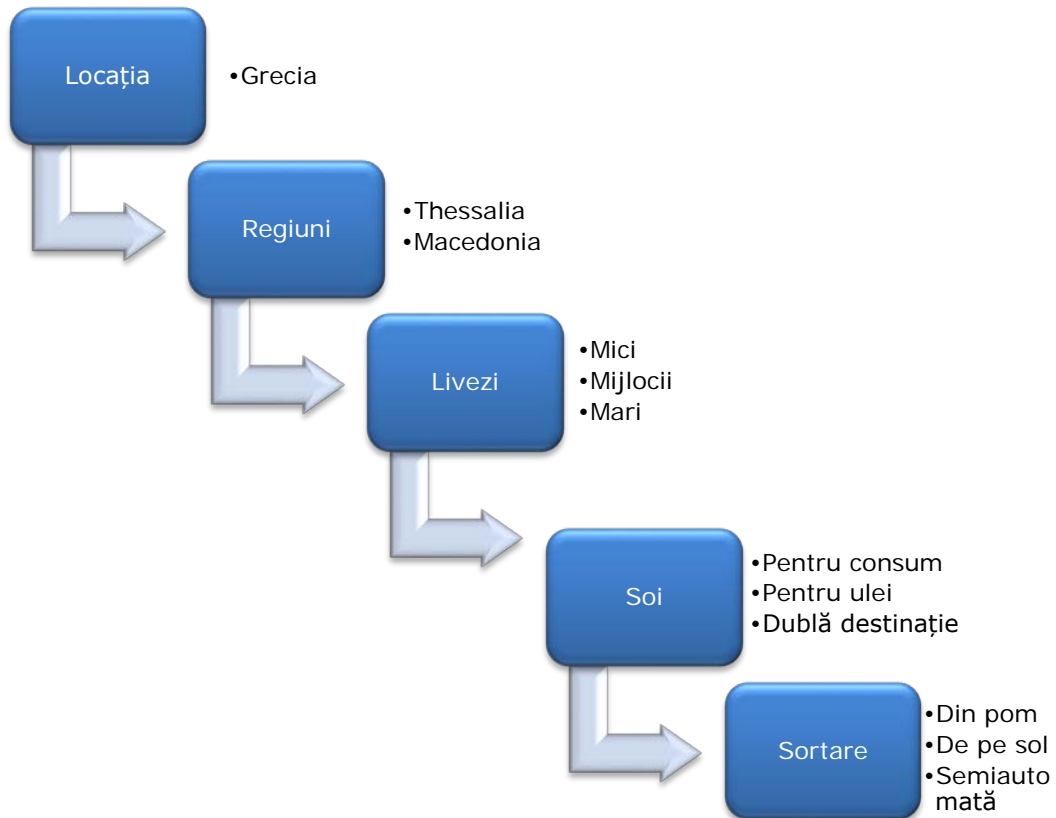 Locația
•Grecia
Regiuni
•Thessalia
•Macedonia
Livezi
•Mici
•Mijlocii
•Mari
Soi
•Pentru consum
•Pentru ulei
•Dublă destinație
Sortare
•Din pom
•De pe sol
•Semiauto
mată